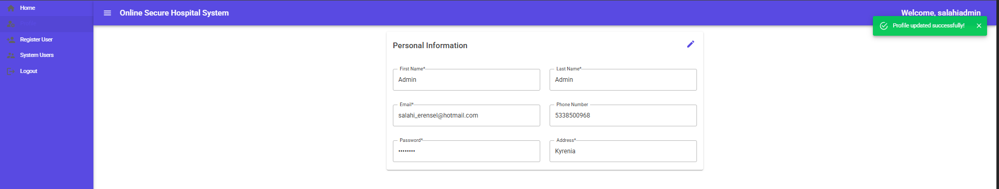 Home
Profile
Register User
System Users
Logout
Online Secure Hospital System
Welcome, salahiadmin
Profile updated successfully!
Personal Information
First Name*
Admin
Last Name*
Admin
Email*
salahi_erensel@hotmail.com
Phone Number
5338500968
Password*
••••••••
Address*
Kyrenia